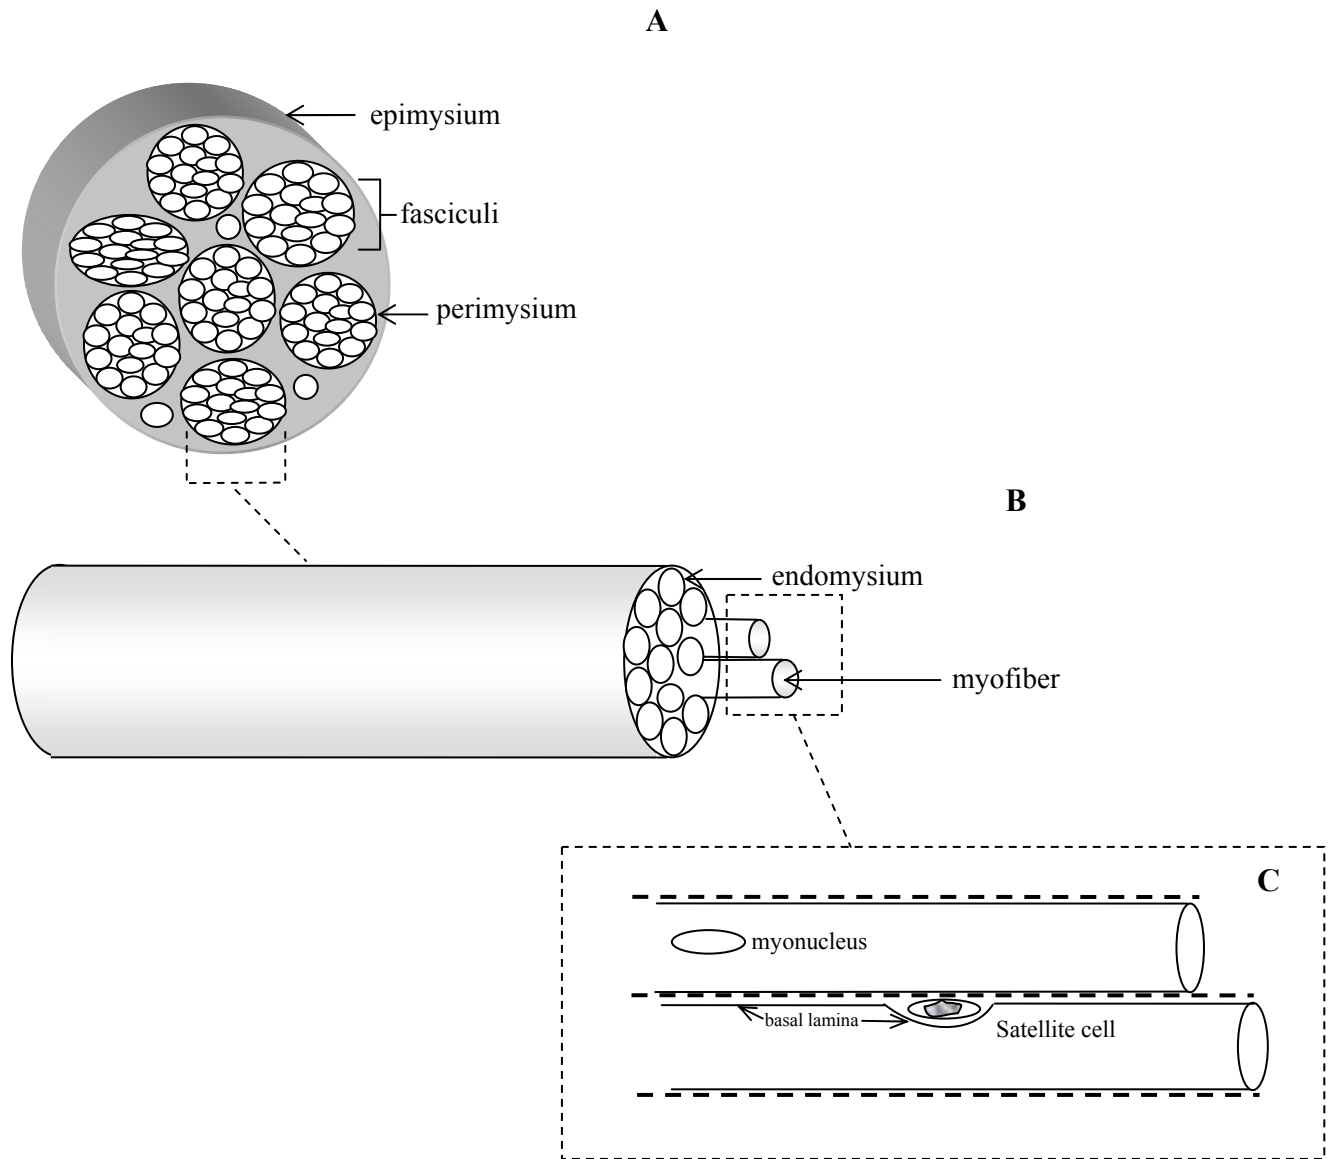 A
epimysium
fasciculi
perimysium
B
endomysium
myofiber
C
myonucleus
basal lamina
Satellite cell